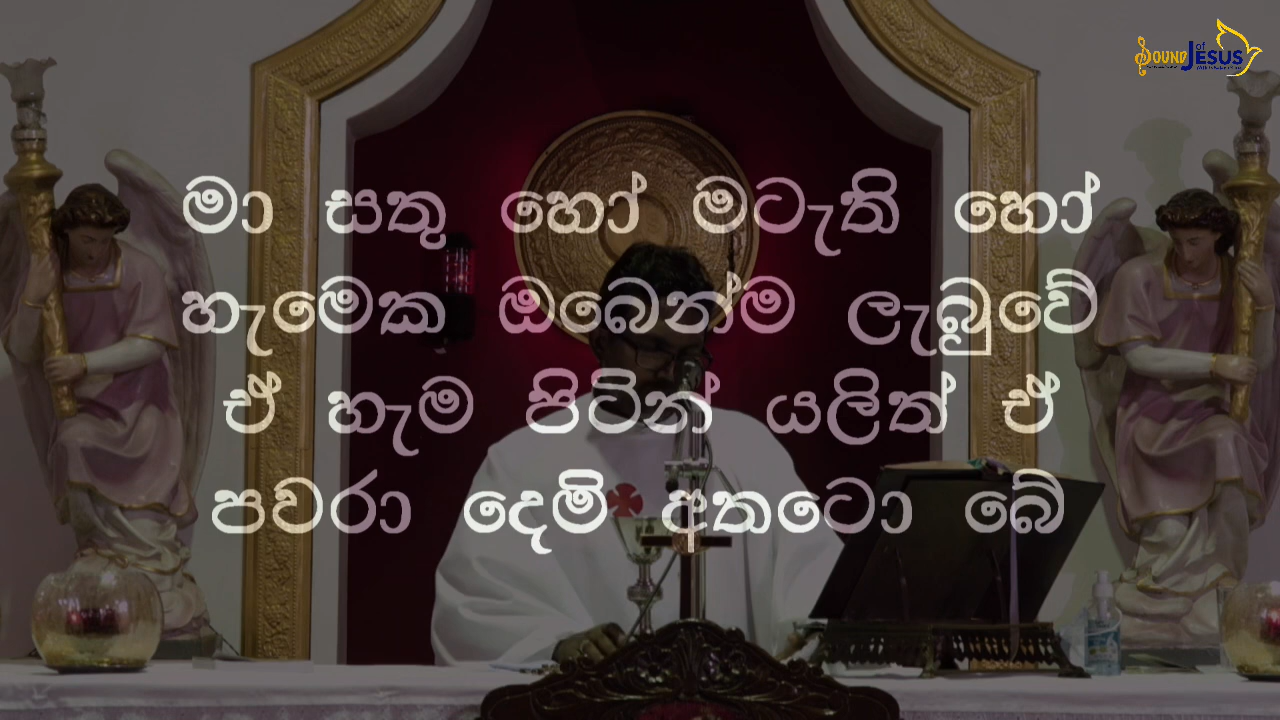 Sound of JESUS
මා සතු හෝ මටැති හෝ
හැමෙක ඔබෙන්ම ලැබුවේ
ඒ හැම පිටින් යලිත් ඒ
පවරා දෙමි අතටො බේ